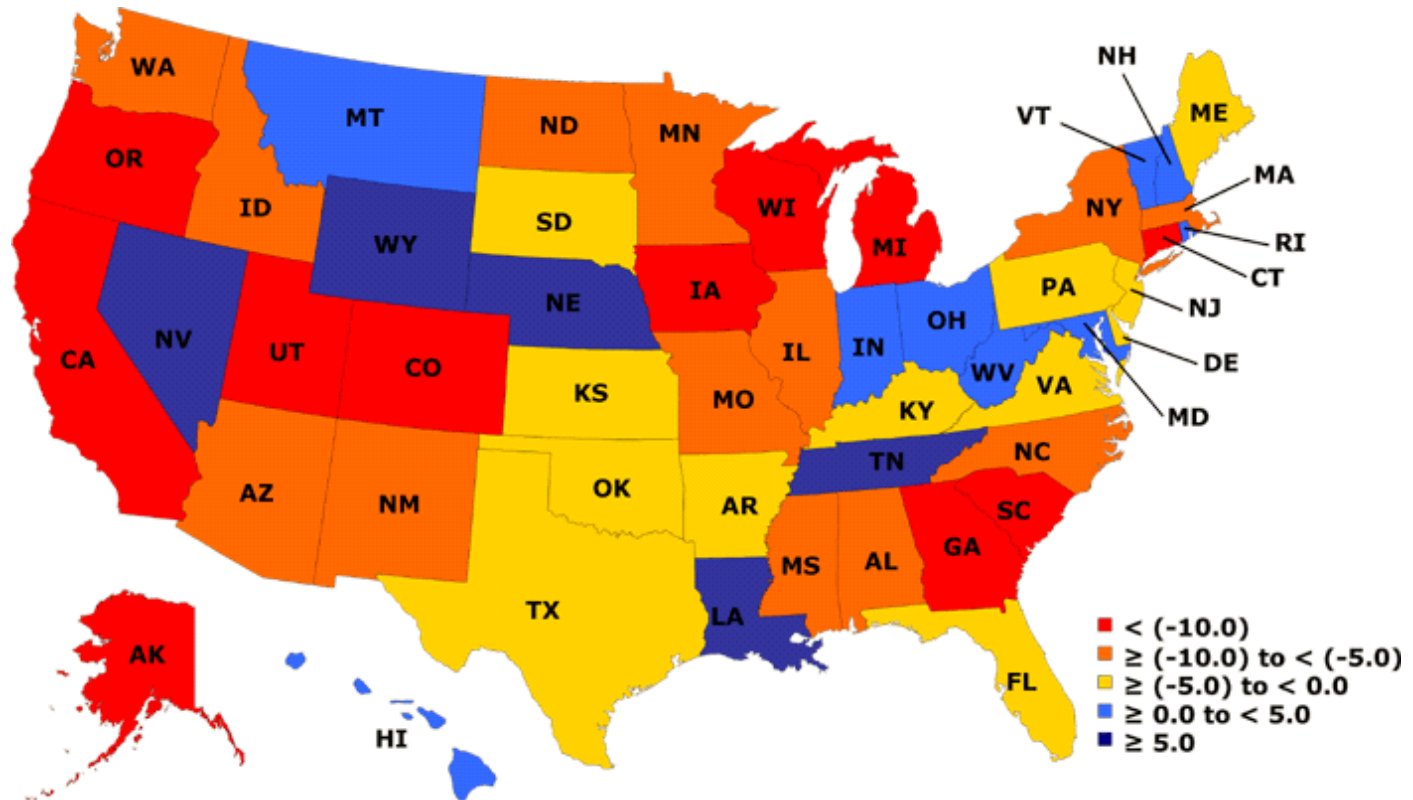 NH
WA
ME
MT
VT
ND
MN
OR
MA
ID
NY
WI
SD
WY
RI
MI
CT
PA
IA
NE
NJ
OH
NV
IN
IL
UT
CA
DE
CO
WV
VA
KS
MO
KY
MD
NC
TN
AZ
OK
NM
AR
SC
GA
AL
MS
TX
LA
< (-10.0)
≥ (-10.0) to < (-5.0)
AK
FL
≥ (-5.0) to < 0.0
≥ 0.0 to < 5.0
HI
≥ 5.0